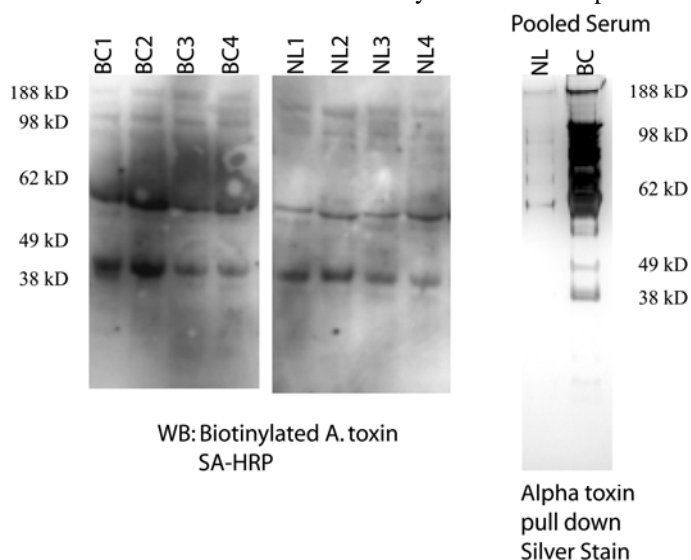 Pooled Serum
BC1 BC2 BC3 BC4 NL1 NL2 NL3 NL4 NL BC
188 kD
98 kD
62 kD
49 kD
38 kD
188 kD
98 kD
62 kD
49 kD
38 kD
WB: Biotinylated A. toxin
SA-HRP
Alpha toxin
pull down
Silver Stain